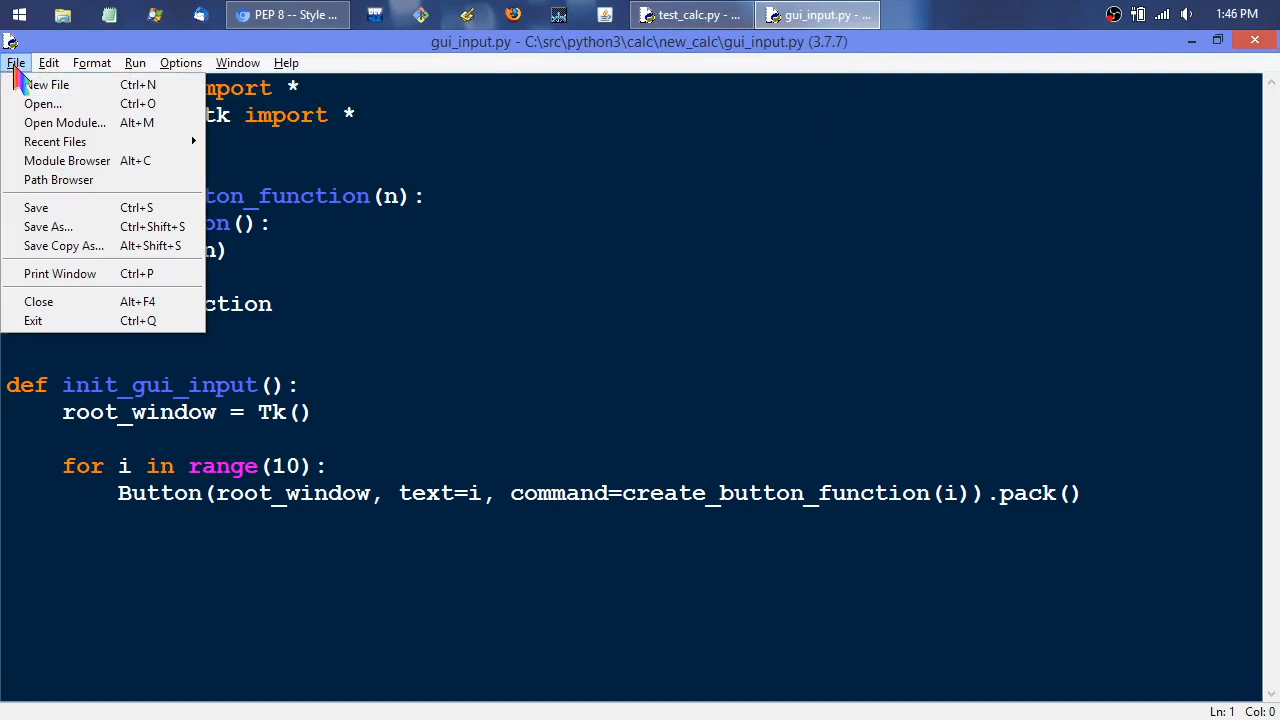 PEP 8 -- Style ...
test_calc.py - ...
gui_input.py - ...
1:46 PM
gui_input.py - C:\src\python3\calc\new_calc\gui_input.py (3.7.7)
File Edit Format Run Options Window Help
New File Ctrl+N
Open... Ctrl+O
Open Module... Alt+M
Recent Files
Module Browser Alt+C
Path Browser
Save Ctrl+S
Save As... Ctrl+Shift+S
Save Copy As... Alt+Shift+S
Print Window Ctrl+P
Close Alt+F4
Exit Ctrl+Q
mport *
tk import *
ton_function(n):
on():
n)
ction
def init_gui_input():
root_window = Tk()
for i in range(10):
Button(root_window, text=i, command=create_button_function(i)).pack()
Ln: 1 Col: 0